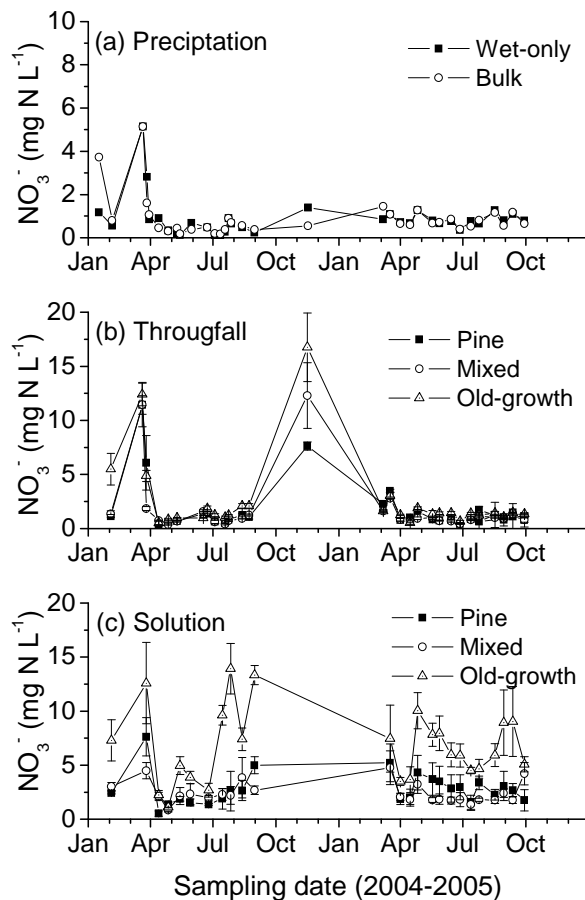 (a) Preciptation
Wet-only
Bulk
NO₃⁻ (mg N L⁻¹)
10
8
6
4
2
0
Jan Apr Jul Oct Jan Apr Jul Oct
(b) Througfall
Pine
Mixed
Old-growth
NO₃⁻ (mg N L⁻¹)
20
15
10
5
0
Jan Apr Jul Oct Jan Apr Jul Oct
(c) Solution
Pine
Mixed
Old-growth
NO₃⁻ (mg N L⁻¹)
20
15
10
5
0
Jan Apr Jul Oct Jan Apr Jul Oct
Sampling date (2004-2005)